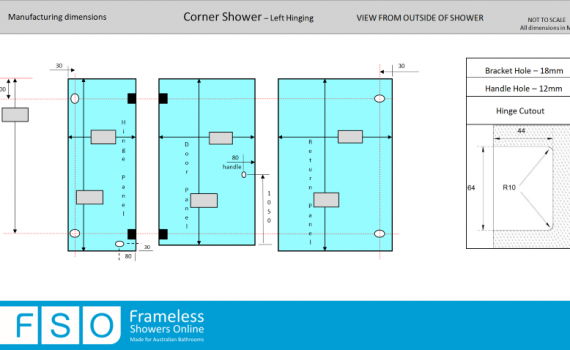 Manufacturing dimensions
Corner Shower – Left Hinging
VIEW FROM OUTSIDE OF SHOWER
NOT TO SCALE
All dimensions in M
30
30
00
Bracket Hole – 18mm
Handle Hole – 12mm
Hinge Cutout
44
64
R10
Hinge Panel
Door Panel
Return Panel
80
handle
1050
30
80
FSO
Frameless
Showers Online
Made for Australian Bathrooms